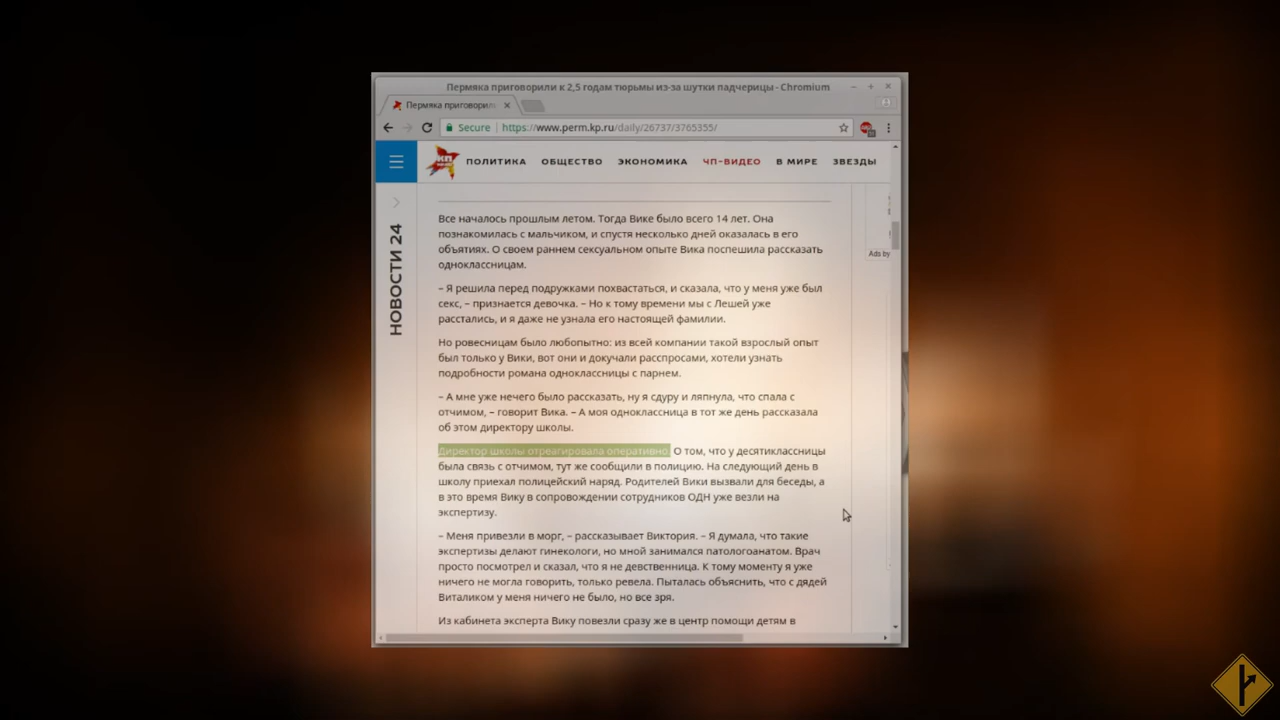 Пермяка приговорили к 2,5 годам тюрьмы из-за шутки падчерицы - Chromium
Пермяка приговорил
Secure https://www.perm.kp.ru/daily/26737/3765355/
КП ПОЛИТИКА ОБЩЕСТВО ЭКОНОМИКА ЧП-ВИДЕО В МИРЕ ЗВЕЗДЫ
НОВОСТИ 24
Ads by
Все началось прошлым летом. Тогда Вике было всего 14 лет. Она
познакомилась с мальчиком, и спустя несколько дней оказалась в его
объятиях. О своем раннем сексуальном опыте Вика поспешила рассказать
одноклассницам.
– Я решила перед подружками похвастаться, и сказала, что у меня уже был
секс, – признается девочка. – Но к тому времени мы с Лешей уже
расстались, и я даже не узнала его настоящей фамилии.
Но ровесницам было любопытно: из всей компании такой взрослый опыт
был только у Вики, вот они и докучали расспросами, хотели узнать
подробности романа одноклассницы с парнем.
– А мне уже нечего было рассказать, ну я сдуру и ляпнула, что спала с
отчимом, – говорит Вика. – А моя одноклассница в тот же день рассказала
об этом директору школы.
Директор школы отреагировала оперативно. О том, что у десятиклассницы
была связь с отчимом, тут же сообщили в полицию. На следующий день в
школу приехал полицейский наряд. Родителей Вики вызвали для беседы, а
в это время Вику в сопровождении сотрудников ОДН уже везли на
экспертизу.
– Меня привезли в морг, – рассказывает Виктория. – Я думала, что такие
экспертизы делают гинекологи, но мной занимался патологоанатом. Врач
просто посмотрел и сказал, что я не девственница. К тому моменту я уже
ничего не могла говорить, только ревела. Пыталась объяснить, что с дядей
Виталиком у меня ничего не было, но все зря.
Из кабинета эксперта Вику повезли сразу же в центр помощи детям в